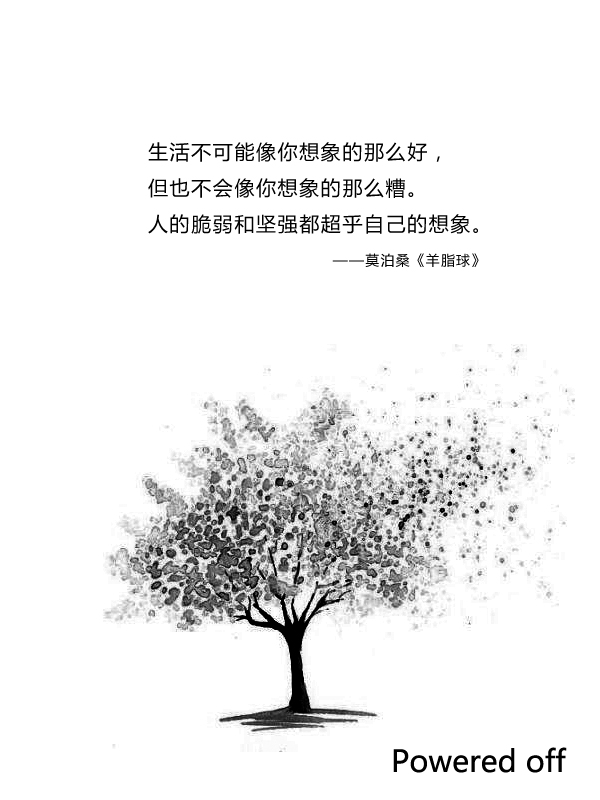 生活不可能像你想象的那么好，
但也不会像你想象的那么糟。
人的脆弱和坚强都超乎自己的想象。
——莫泊桑《羊脂球》
Powered off